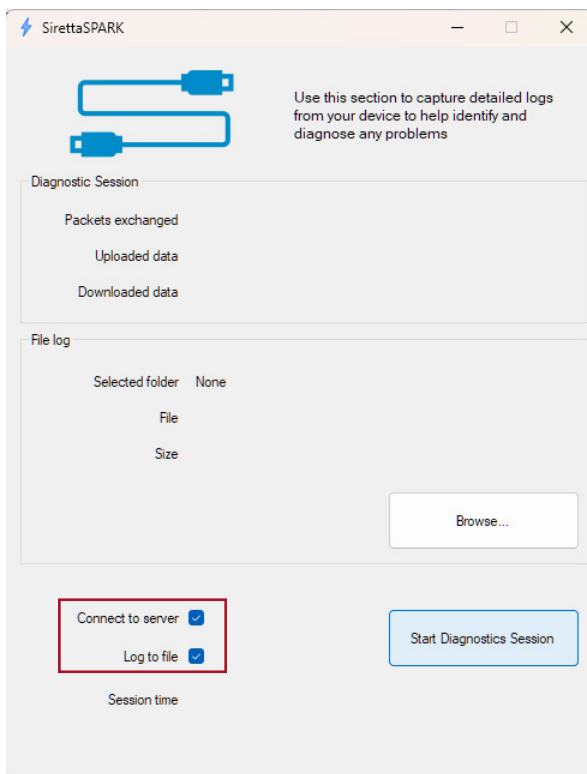 SirettaSPARK
Use this section to capture detailed logs
from your device to help identify and
diagnose any problems
Diagnostic Session
Packets exchanged
Uploaded data
Downloaded data
File log
Selected folder None
File
Size
Browse...
Connect to server
Log to file
Start Diagnostics Session
Session time